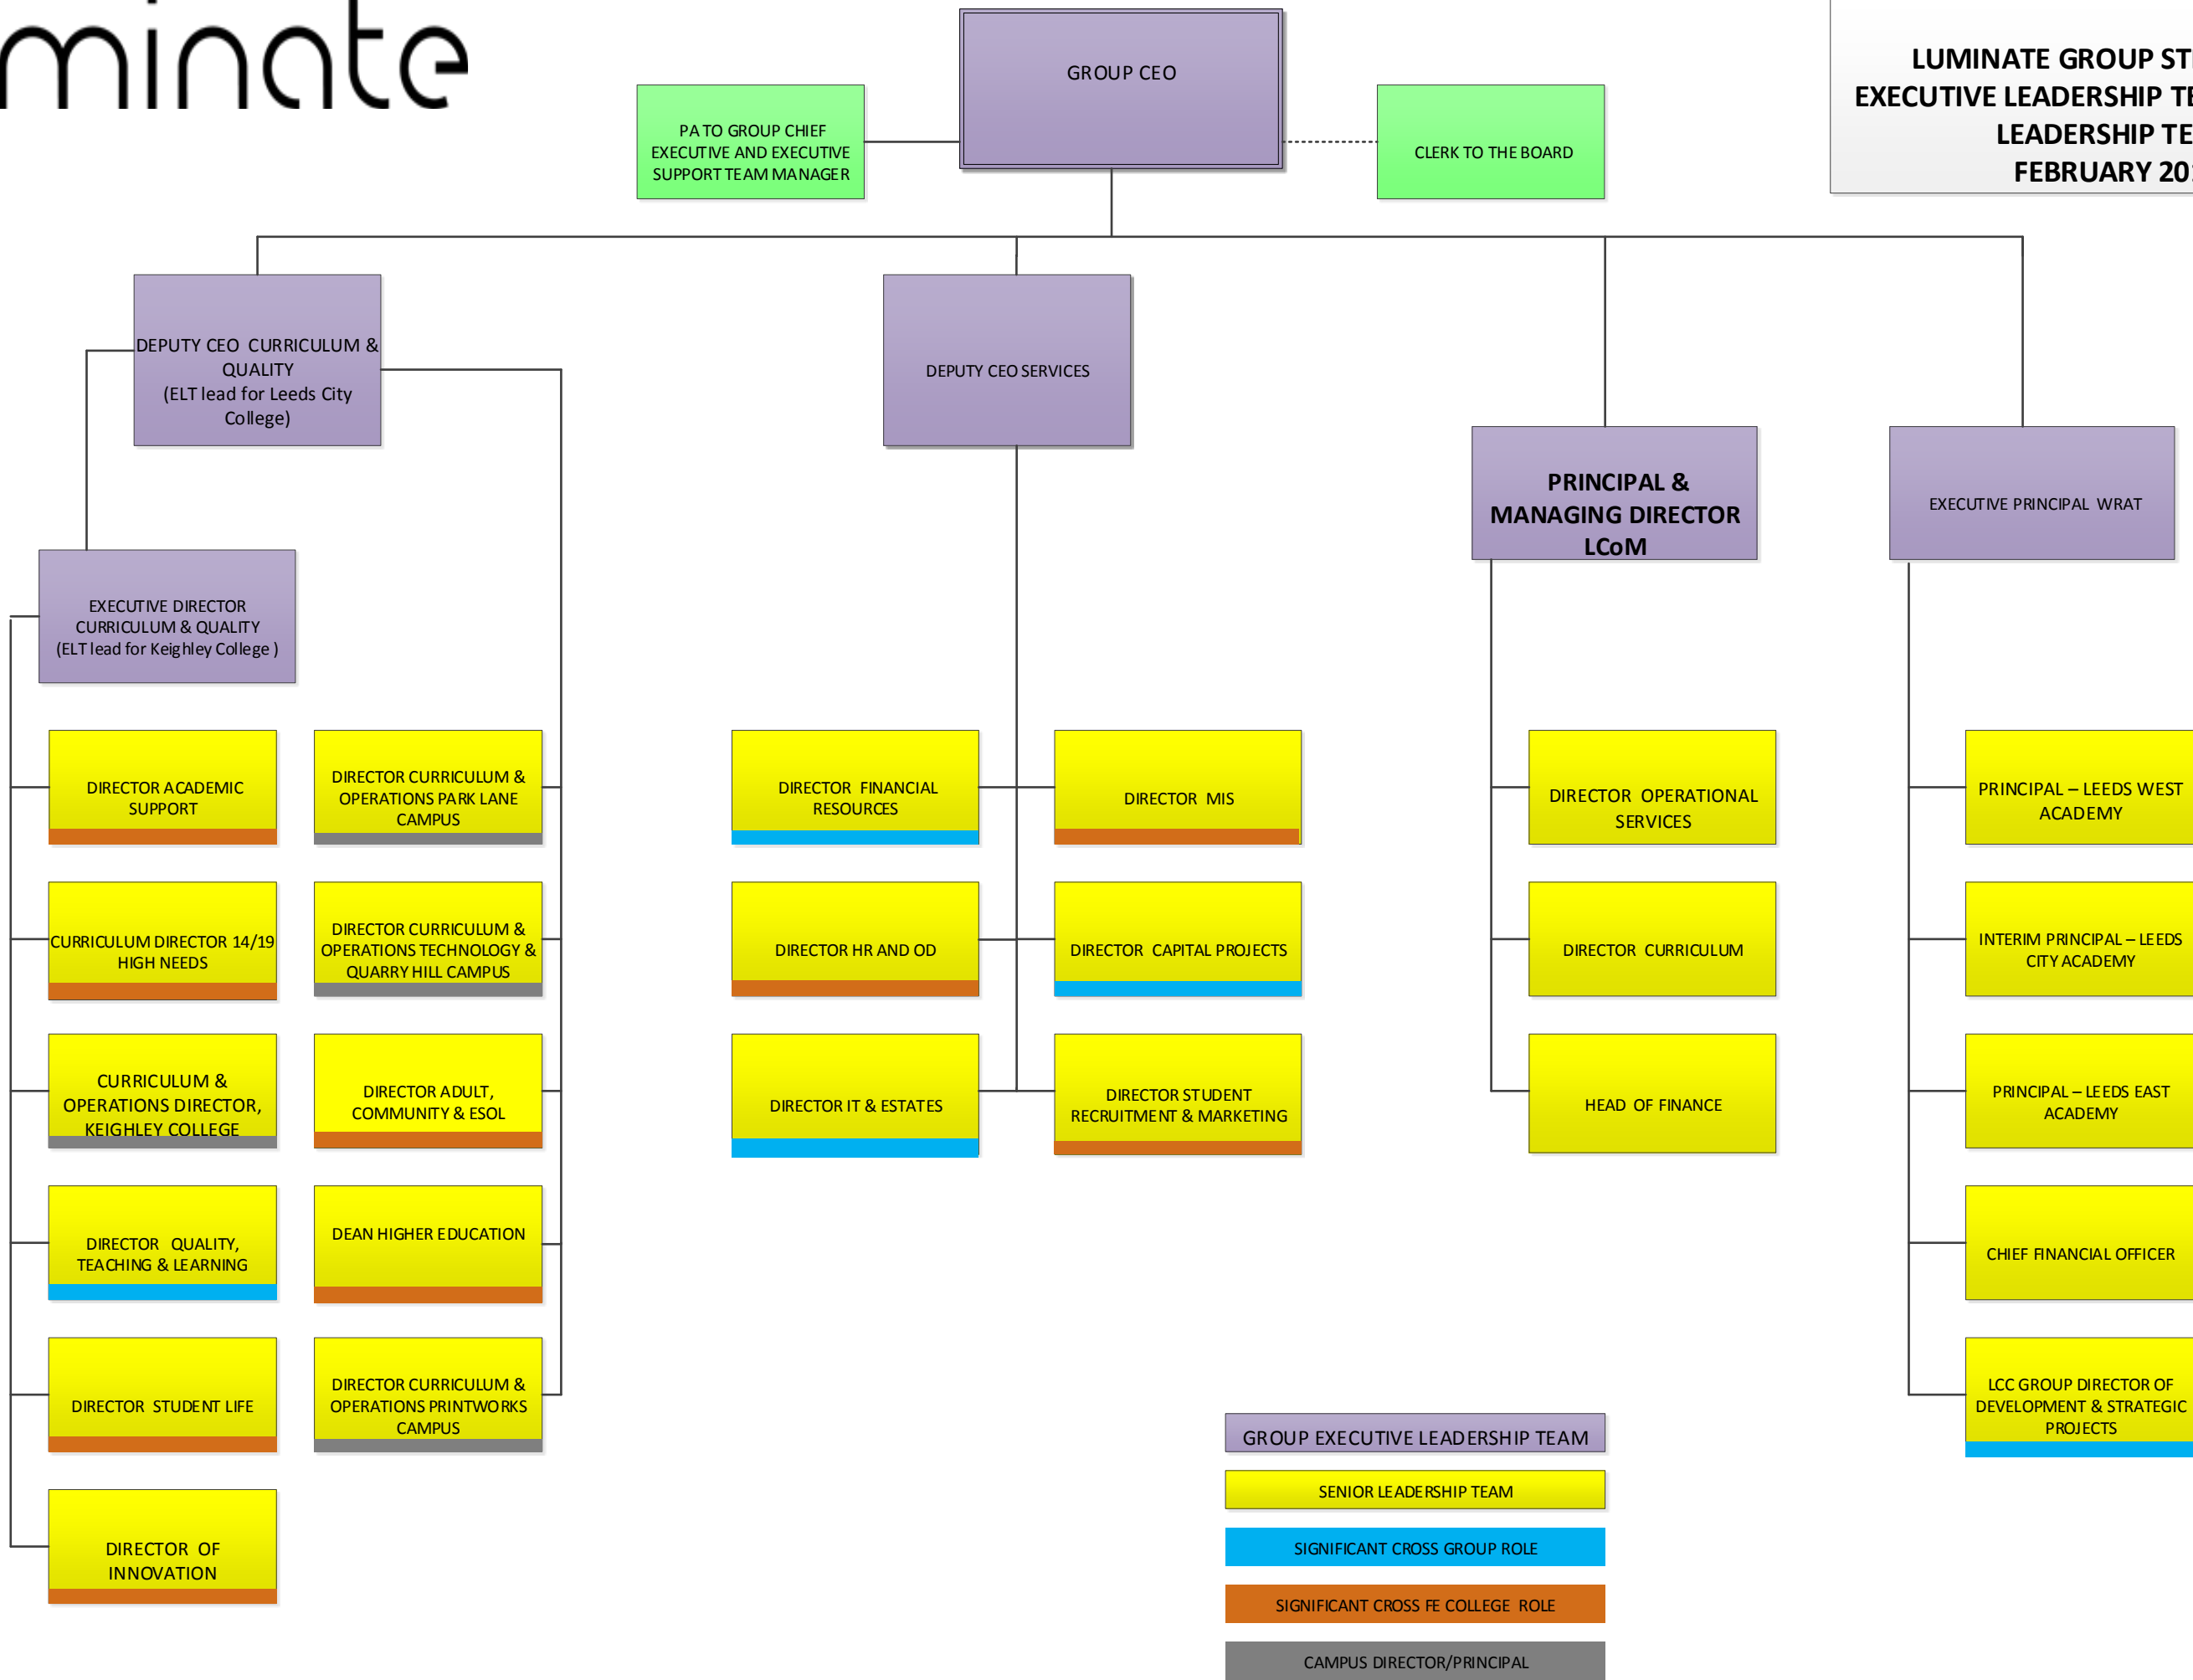 minate
GROUP CEO
PA TO GROUP CHIEF
EXECUTIVE AND EXECUTIVE
SUPPORT TEAM MANAGER
CLERK TO THE BOARD
LUMINATE GROUP
EXECUTIVE LEADERSHIP
LEADERSHIP
FEBRUARY
DEPUTY CEO CURRICULUM &
QUALITY
(ELT lead for Leeds City
College)
DEPUTY CEO SERVICES
PRINCIPAL &
MANAGING DIRECTOR
LCoM
EXECUTIVE PRINCIPAL WRAT
EXECUTIVE DIRECTOR
CURRICULUM & QUALITY
(ELT lead for Keighley College )
DIRECTOR ACADEMIC
SUPPORT
DIRECTOR CURRICULUM &
OPERATIONS PARK LANE
CAMPUS
DIRECTOR FINANCIAL
RESOURCES
DIRECTOR MIS
DIRECTOR OPERATIONAL
SERVICES
PRINCIPAL – LEEDS WEST
ACADEMY
CURRICULUM DIRECTOR 14/19
HIGH NEEDS
DIRECTOR CURRICULUM &
OPERATIONS TECHNOLOGY &
QUARRY HILL CAMPUS
DIRECTOR HR AND OD
DIRECTOR CAPITAL PROJECTS
DIRECTOR CURRICULUM
INTERIM PRINCIPAL – LEEDS
CITY ACADEMY
CURRICULUM &
OPERATIONS DIRECTOR,
KEIGHLEY COLLEGE
DIRECTOR ADULT,
COMMUNITY & ESOL
DIRECTOR IT & ESTATES
DIRECTOR STUDENT
RECRUITMENT & MARKETING
HEAD OF FINANCE
PRINCIPAL – LEEDS EAST
ACADEMY
DIRECTOR QUALITY,
TEACHING & LEARNING
DEAN HIGHER EDUCATION
CHIEF FINANCIAL OFFICER
DIRECTOR STUDENT LIFE
DIRECTOR CURRICULUM &
OPERATIONS PRINTWORKS
CAMPUS
LCC GROUP DIRECTOR OF
DEVELOPMENT & STRATEGIC
PROJECTS
DIRECTOR OF
INNOVATION
GROUP EXECUTIVE LEADERSHIP TEAM
SENIOR LEADERSHIP TEAM
SIGNIFICANT CROSS GROUP ROLE
SIGNIFICANT CROSS FE COLLEGE ROLE
CAMPUS DIRECTOR/PRINCIPAL